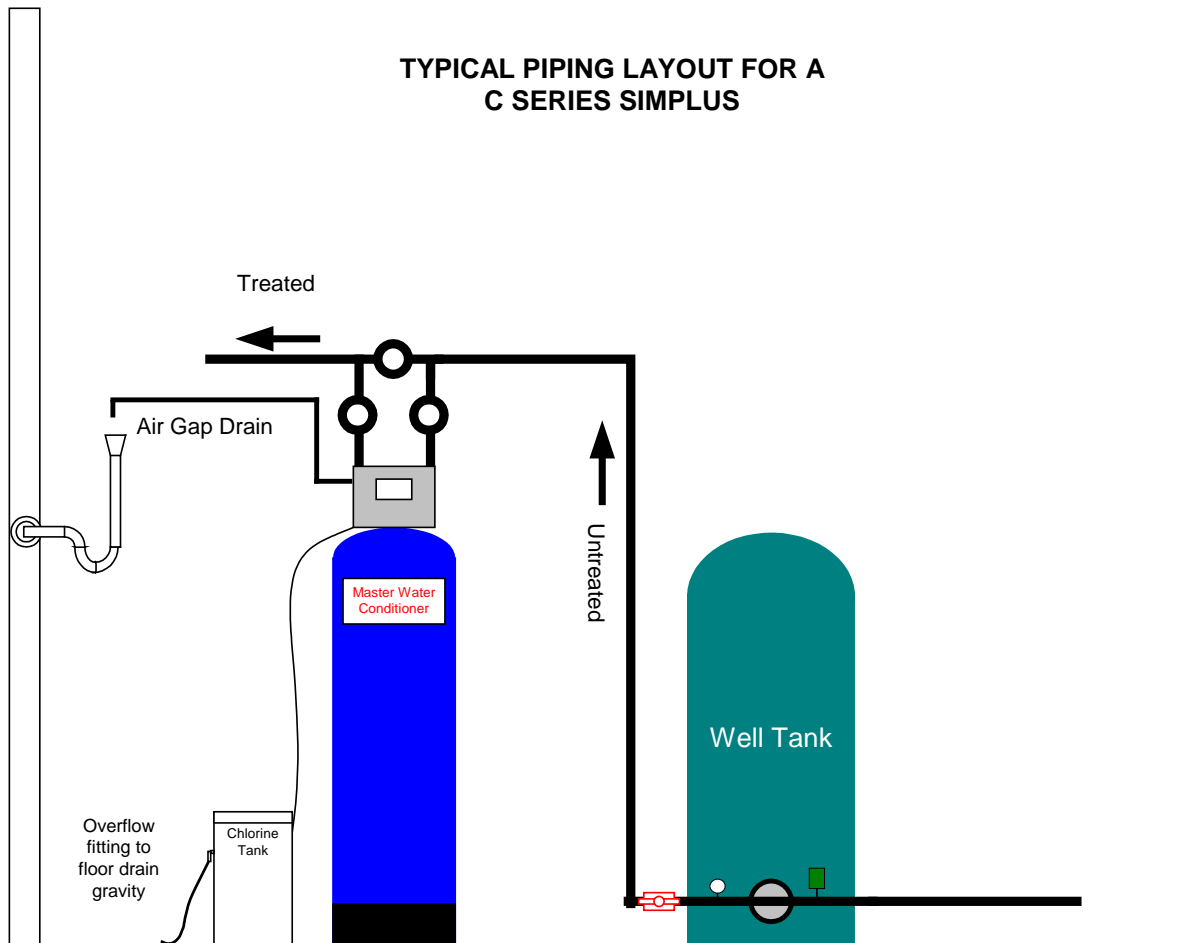 TYPICAL PIPING LAYOUT FOR A
C SERIES SIMPLUS
Treated
Air Gap Drain
Untreated
Master Water
Conditioner
Well Tank
Overflow
fitting to
floor drain
gravity
Chlorine
Tank